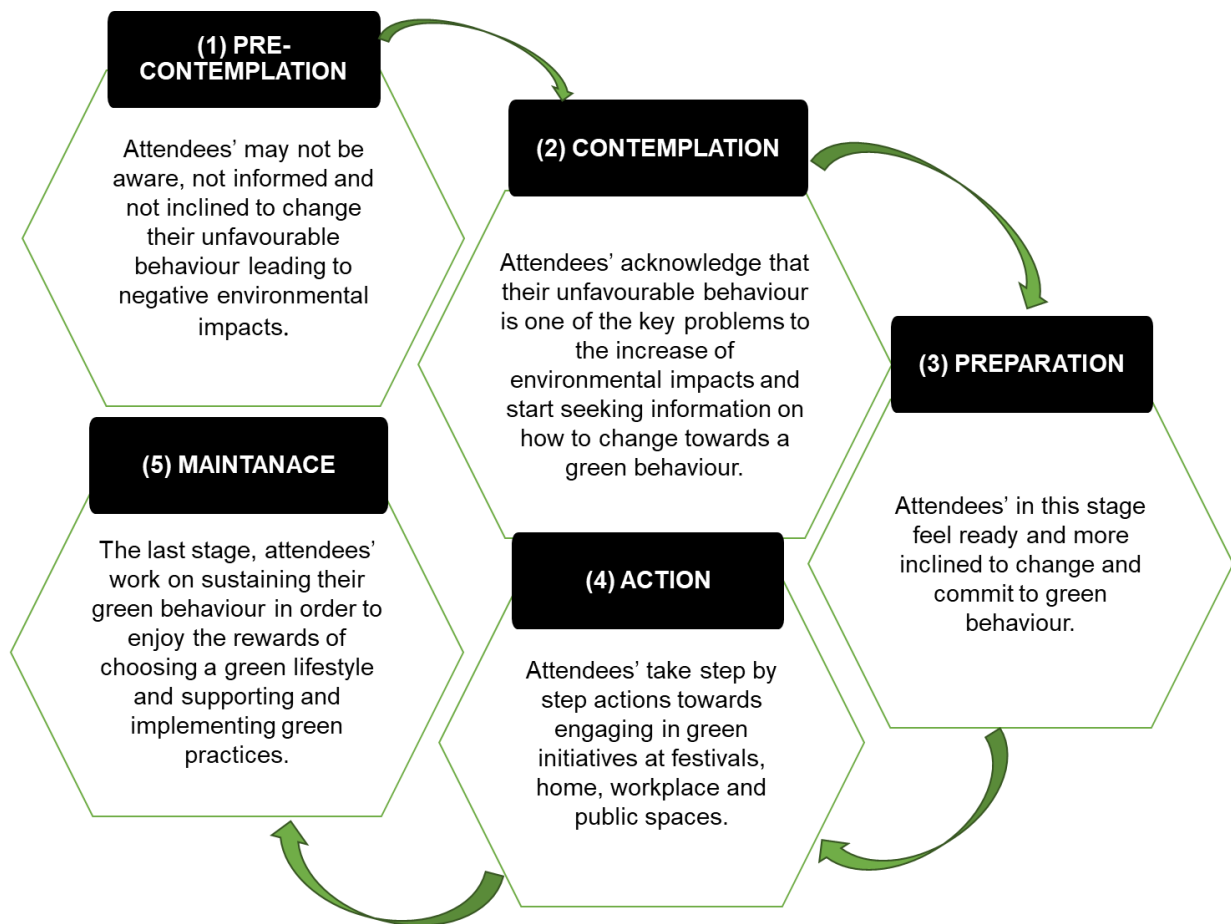 (1) PRE-
CONTEMPLATION
Attendees’ may not be
aware, not informed and
not inclined to change
their unfavourable
behaviour leading to
negative environmental
impacts.
(2) CONTEMPLATION
Attendees’ acknowledge that
their unfavourable behaviour
is one of the key problems to
the increase of
environmental impacts and
start seeking information on
how to change towards a
green behaviour.
(3) PREPARATION
Attendees’ in this stage
feel ready and more
inclined to change and
commit to green
behaviour.
(4) ACTION
Attendees’ take step by
step actions towards
engaging in green
initiatives at festivals,
home, workplace and
public spaces.
(5) MAINTANACE
The last stage, attendees’
work on sustaining their
green behaviour in order to
enjoy the rewards of
choosing a green lifestyle
and supporting and
implementing green
practices.